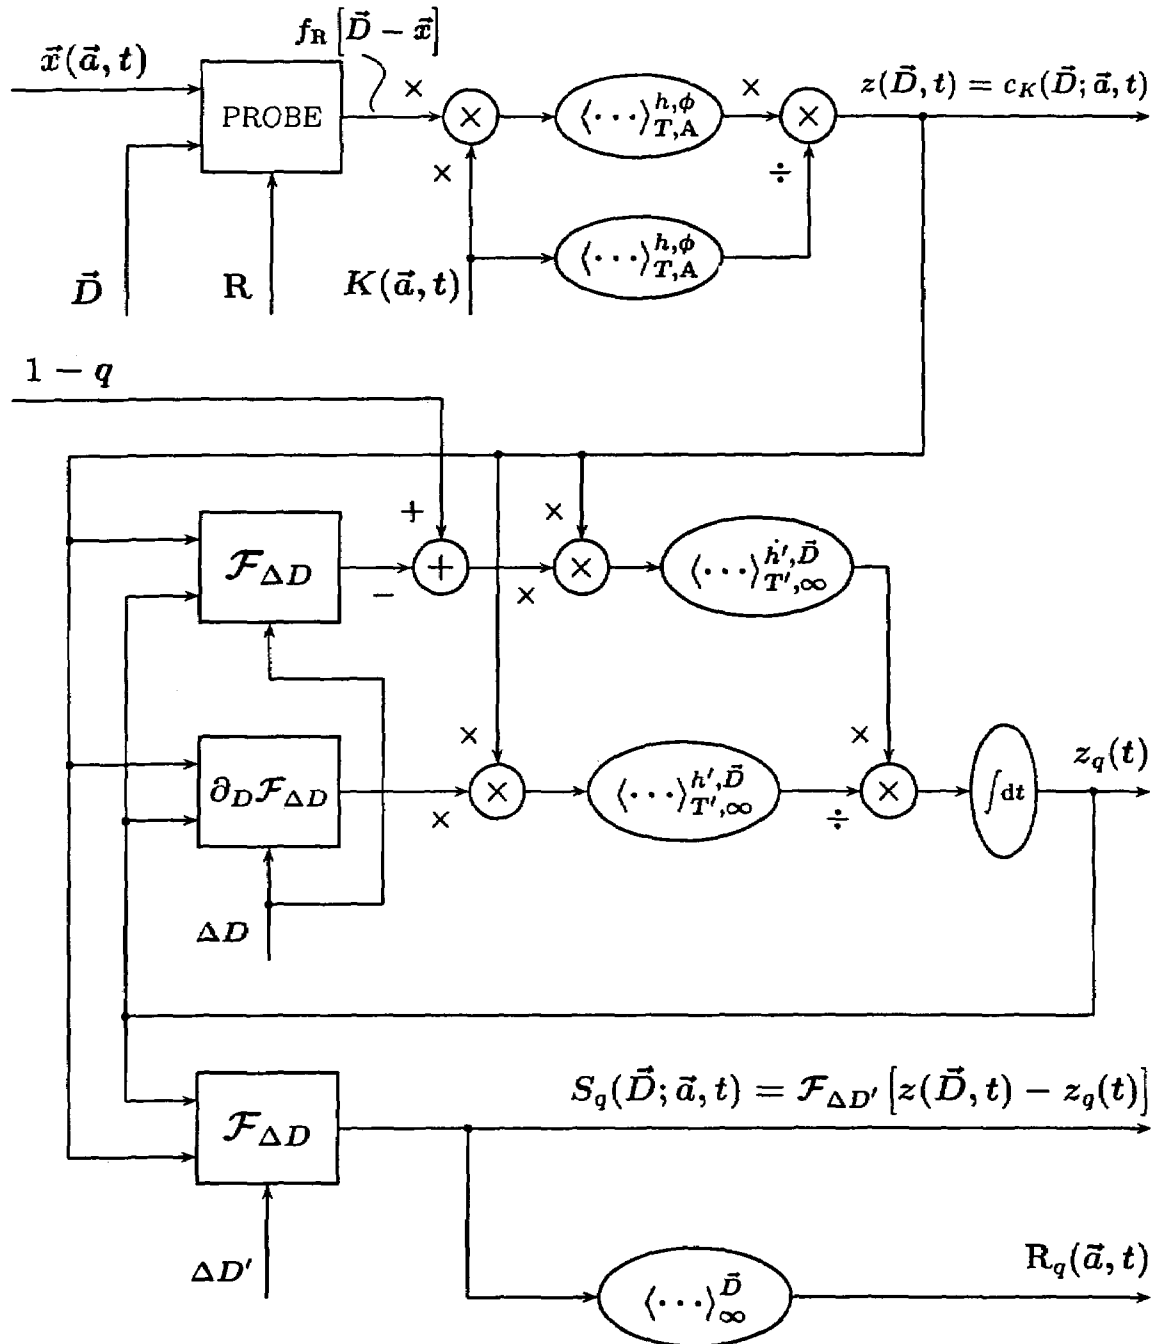 f_R [D⃗ − x⃗]
x⃗(a⃗, t)
×
×
z(D⃗, t) = c_K(D⃗; a⃗, t)
PROBE
×
⟨···⟩^{h,ϕ}_{T,A}
×
×
÷
⟨···⟩^{h,ϕ}_{T,A}
D⃗
R
K(a⃗, t)
1 − q
+
×
ℱ_{ΔD}
+
×
⟨···⟩^{h′,D⃗}_{T′,∞}
−
×
×
×
z_q(t)
∂_D ℱ_{ΔD}
×
⟨···⟩^{h′,D⃗}_{T′,∞}
×
∫dt
×
÷
ΔD
S_q(D⃗; a⃗, t) = ℱ_{ΔD′} [z(D⃗, t) − z_q(t)]
ℱ_{ΔD}
ΔD′
R_q(a⃗, t)
⟨···⟩^{D⃗}_{∞}